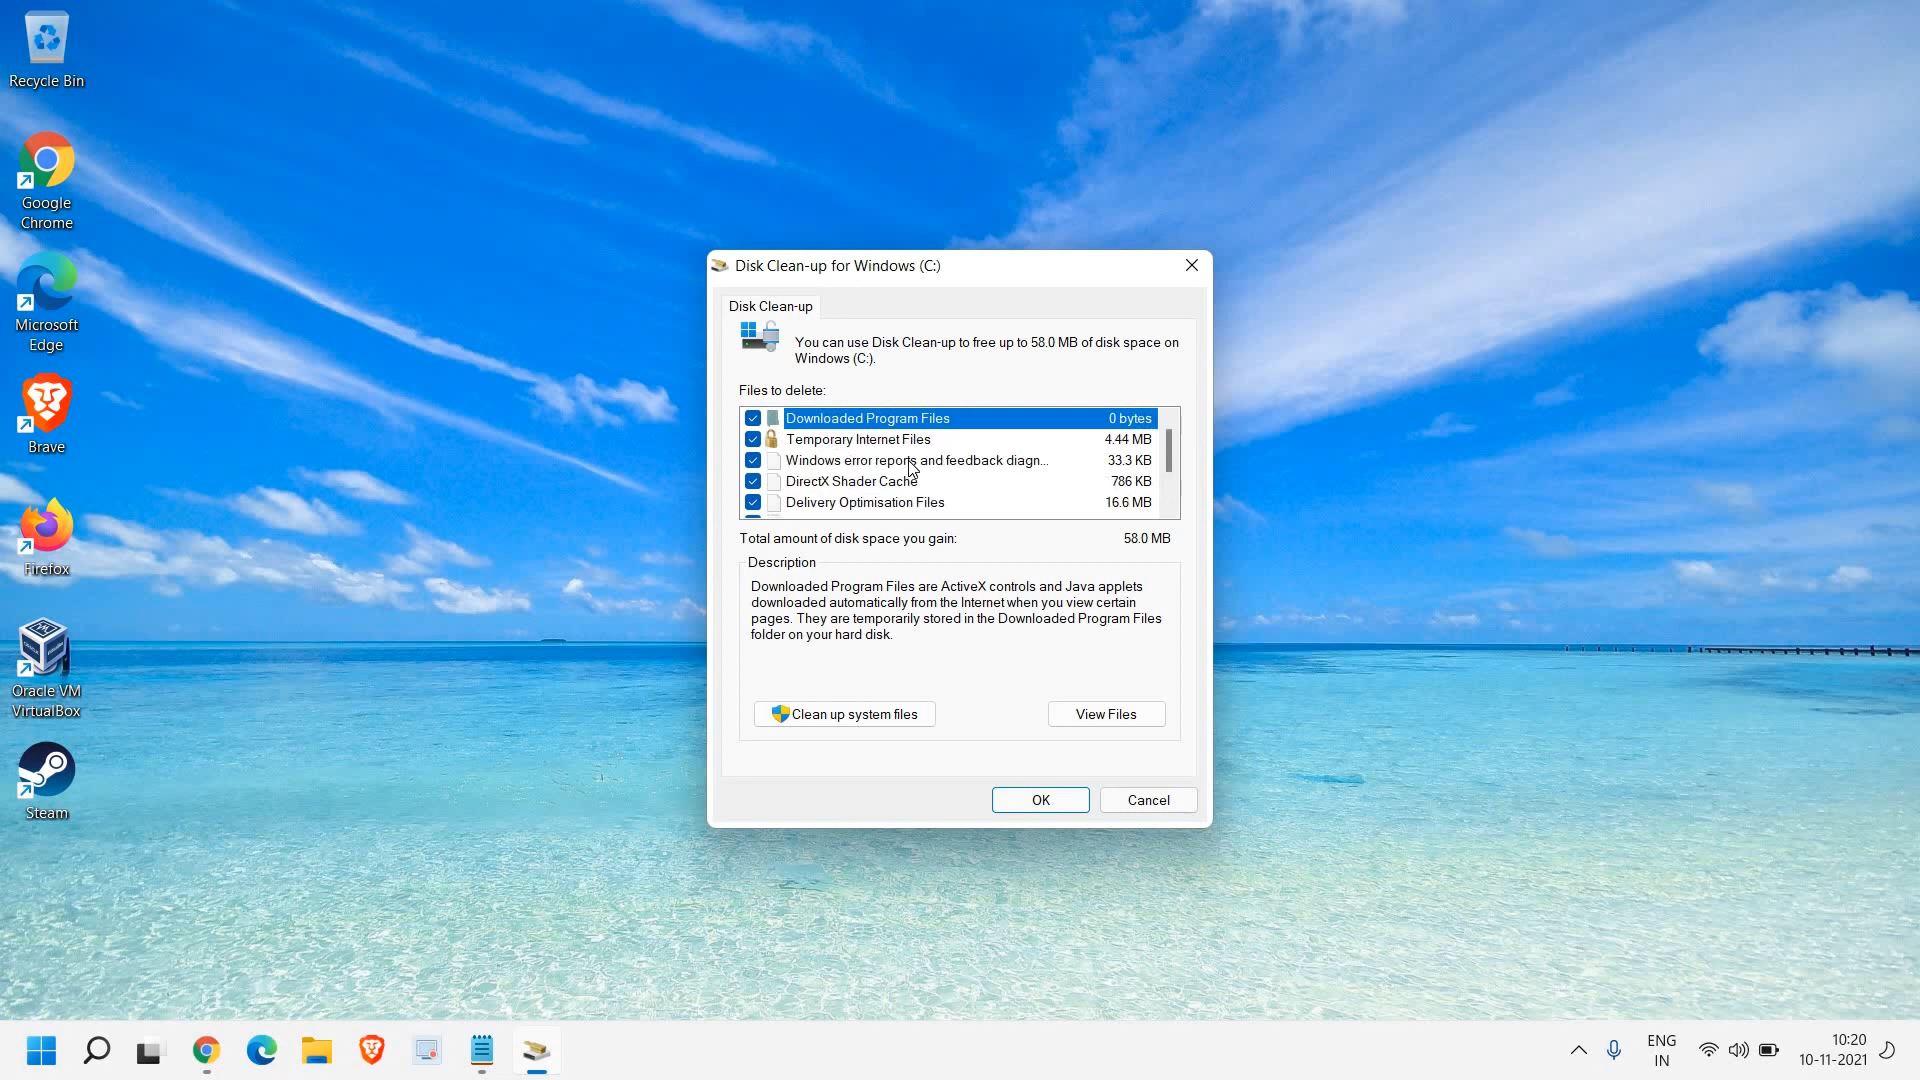 Recycle Bin
Google
Chrome
Microsoft
Edge
Brave
Firefox
Oracle VM
VirtualBox
Steam
Disk Clean-up for Windows (C:)
Disk Clean-up
You can use Disk Clean-up to free up to 58.0 MB of disk space on
Windows (C:).
Files to delete:
Downloaded Program Files 0 bytes
Temporary Internet Files 4.44 MB
Windows error reports and feedback diagn... 33.3 KB
DirectX Shader Cache 786 KB
Delivery Optimisation Files 16.6 MB
Total amount of disk space you gain: 58.0 MB
Description
Downloaded Program Files are ActiveX controls and Java applets
downloaded automatically from the Internet when you view certain
pages. They are temporarily stored in the Downloaded Program Files
folder on your hard disk.
Clean up system files View Files
OK Cancel
ENG
IN
10:20
10-11-2021